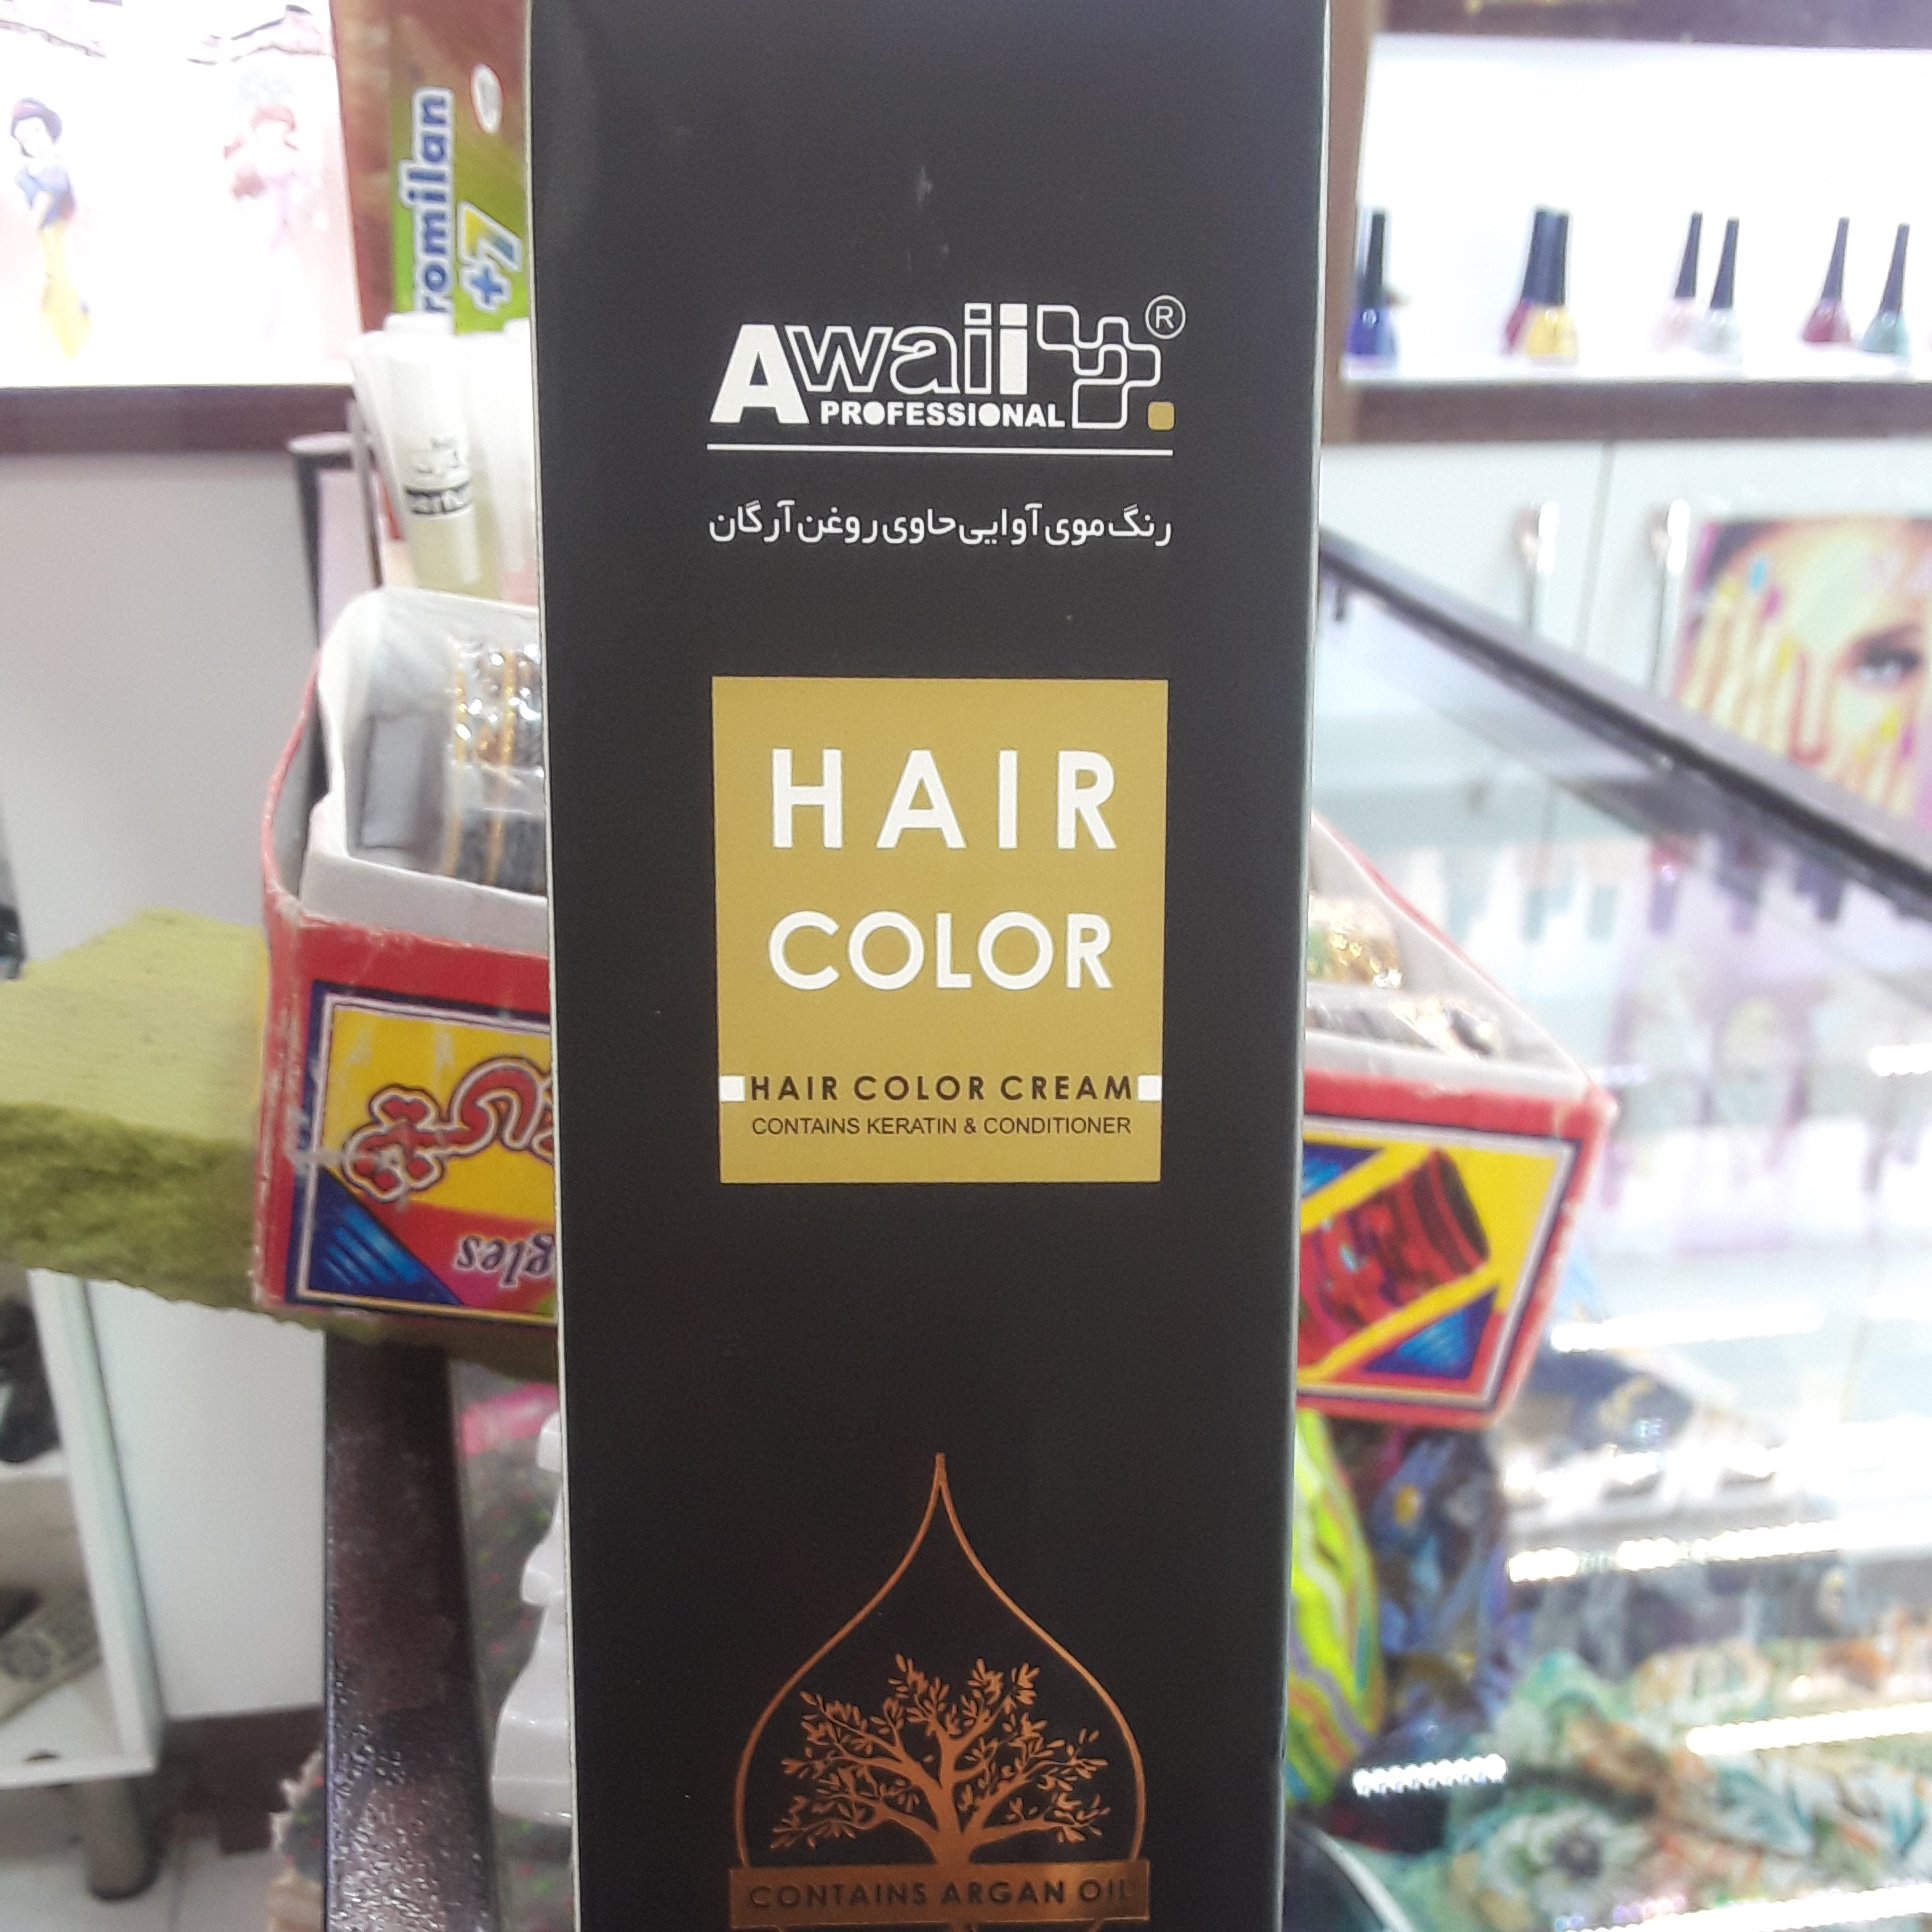 Awaii
®
PROFESSIONAL
رنگ موی آوایی حاوی روغن آرگان
HAIR
COLOR
HAIR COLOR CREAM
CONTAINS KERATIN & CONDITIONER
CONTAINS ARGAN OIL
romilan
+7
gles